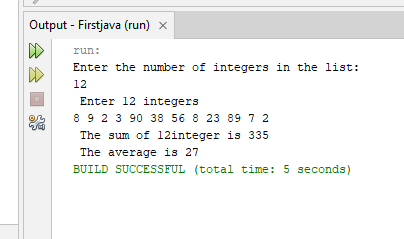 Output - Firstjava (run)
run:
Enter the number of integers in the list:
12
Enter 12 integers
8 9 2 3 90 38 56 8 23 89 7 2
The sum of 12integer is 335
The average is 27
BUILD SUCCESSFUL (total time: 5 seconds)